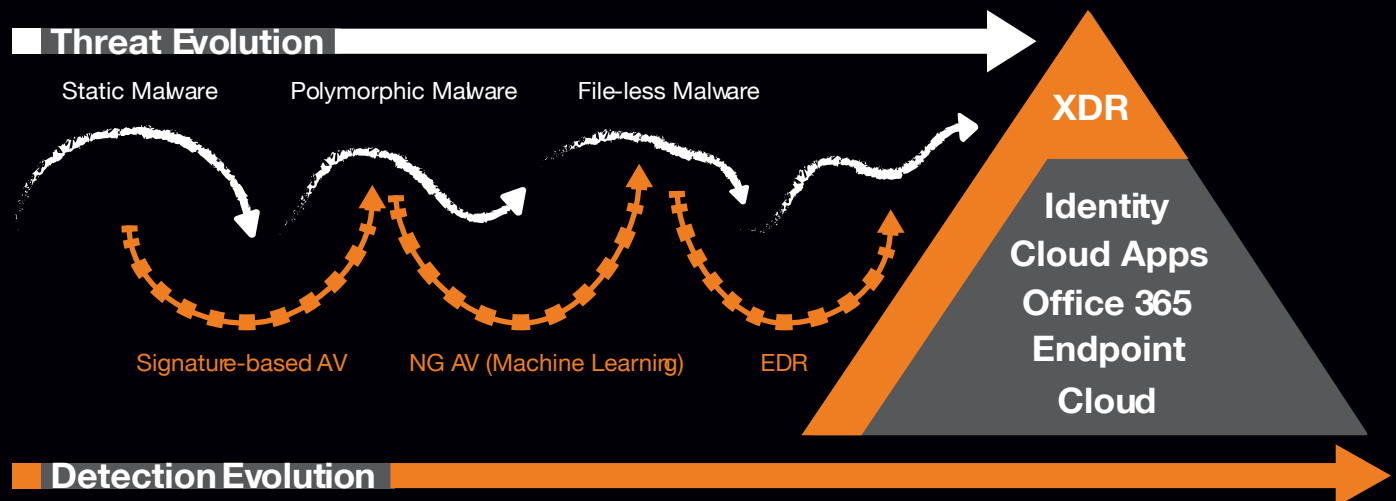 Threat Evolution
Static Malware
Polymorphic Malware
File-less Malware
XDR
Identity
Cloud Apps
Office 365
Endpoint
Cloud
Signature-based AV
NG AV (Machine Learning)
EDR
Detection Evolution